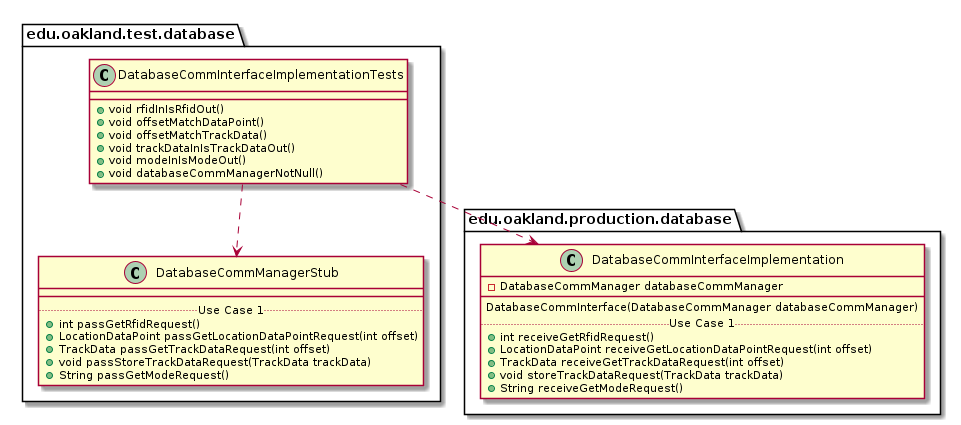 edu.oakland.test.database
C DatabaseCommInterfaceImplementationTests
void rfidInIsRfidOut()
void offsetMatchDataPoint()
void offsetMatchTrackData()
void trackDataInIsTrackDataOut()
void modeInIsModeOut()
void databaseCommManagerNotNull()
C DatabaseCommManagerStub
Use Case 1
int passGetRfidRequest()
LocationDataPoint passGetLocationDataPointRequest(int offset)
TrackData passGetTrackDataRequest(int offset)
void passStoreTrackDataRequest(TrackData trackData)
String passGetModeRequest()
edu.oakland.production.database
C DatabaseCommInterfaceImplementation
DatabaseCommManager databaseCommManager
DatabaseCommInterface(DatabaseCommManager databaseCommManager)
Use Case 1
int receiveGetRfidRequest()
LocationDataPoint receiveGetLocationDataPointRequest(int offset)
TrackData receiveGetTrackDataRequest(int offset)
void storeTrackDataRequest(TrackData trackData)
String receiveGetModeRequest()